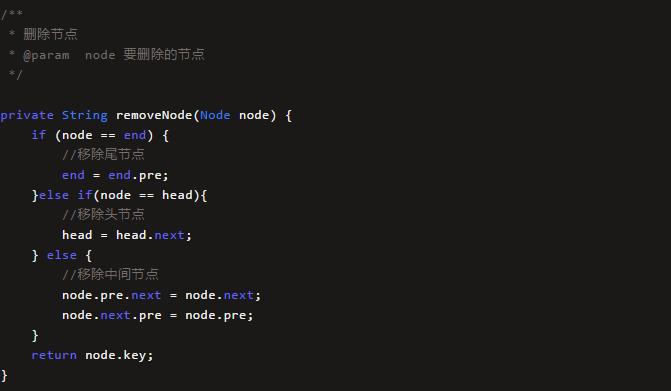 /**
 * 删除节点
 * @param  node 要删除的节点
 */
private String removeNode(Node node) {
    if (node == end) {
        //移除尾节点
        end = end.pre;
    }else if(node == head){
        //移除头节点
        head = head.next;
    } else {
        //移除中间节点
        node.pre.next = node.next;
        node.next.pre = node.pre;
    }
    return node.key;
}